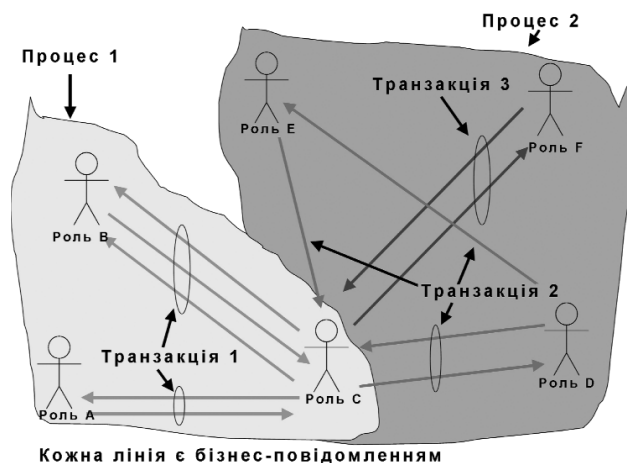 Процес 2
Процес 1
Транзакція 3
Роль E
Роль F
Роль B
Транзакція 2
Транзакція 1
Роль C
Роль D
Роль A
Кожна лінія є бізнес-повідомленням